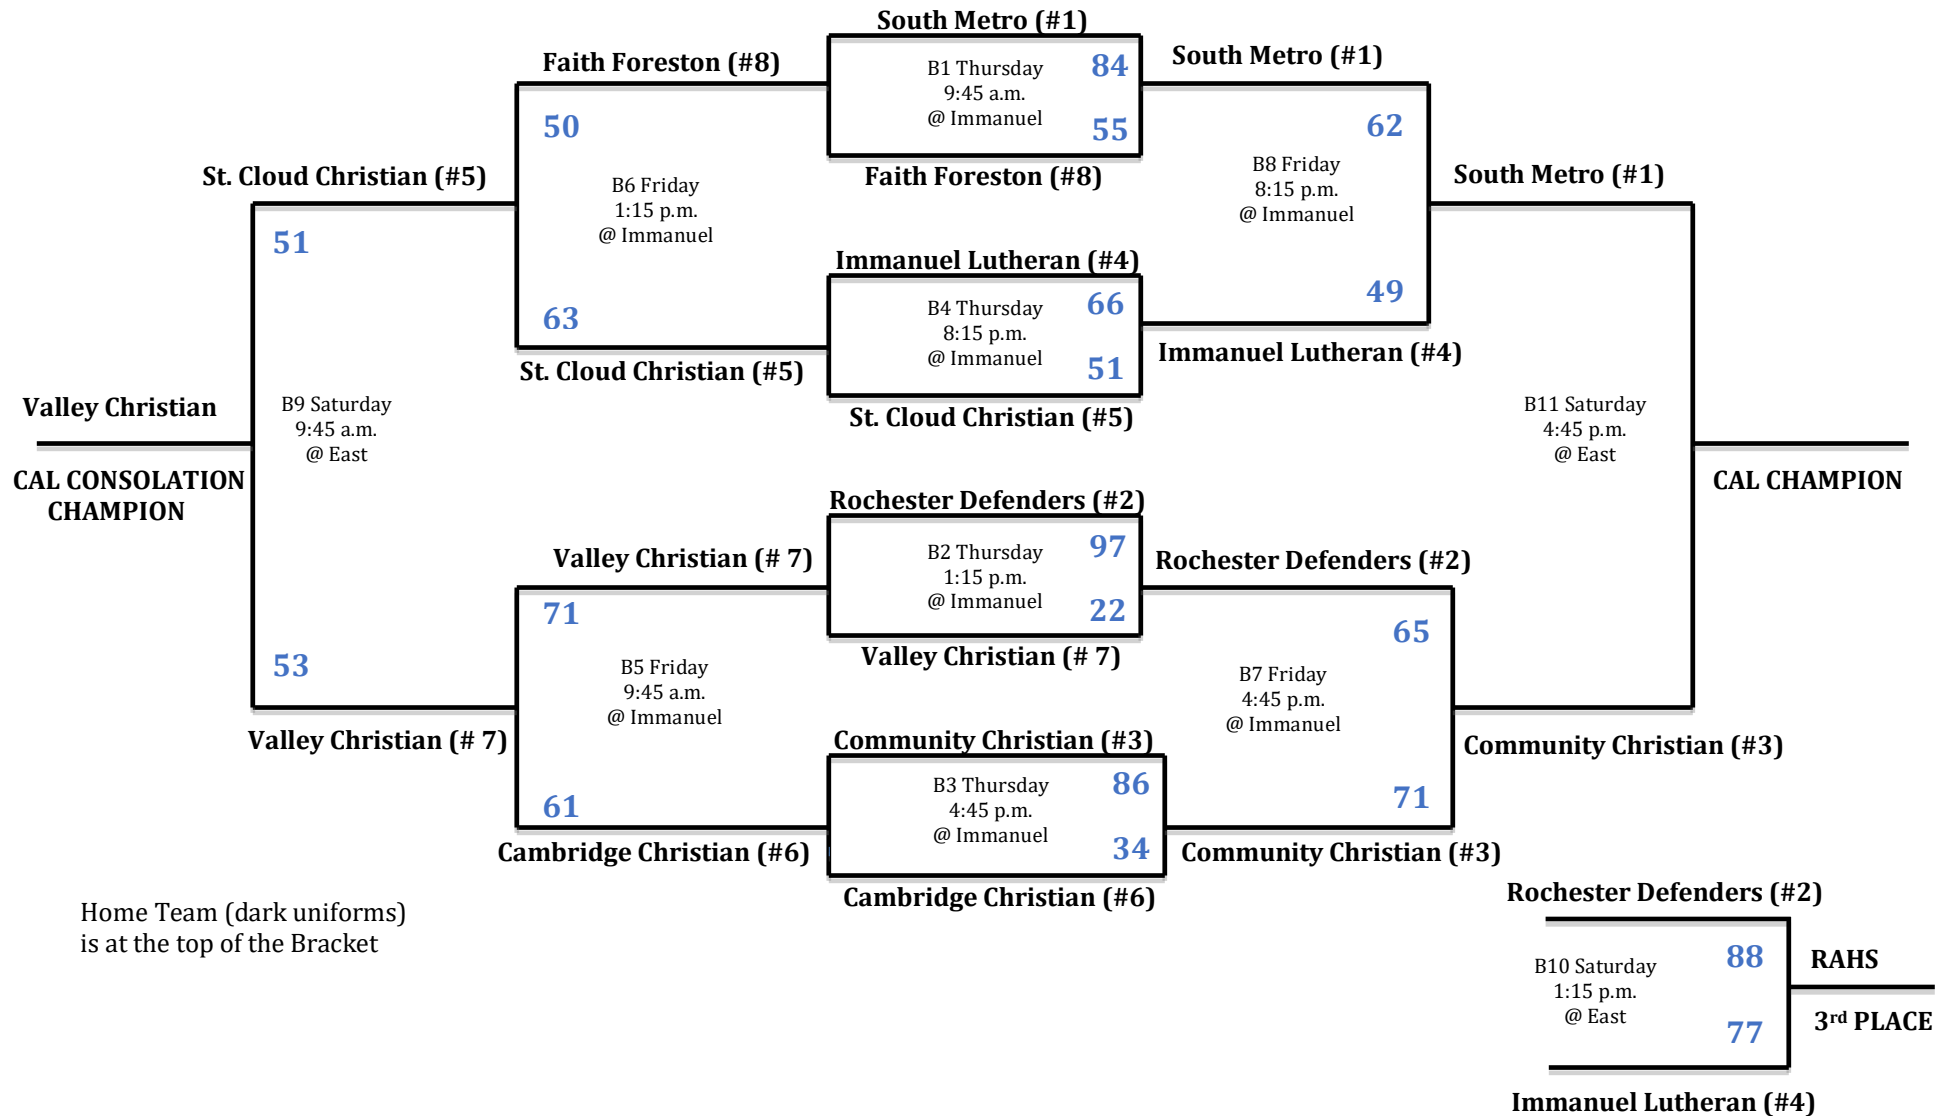 South Metro (#1)
Faith Foreston (#8)
B1 Thursday
9:45 a.m.
@ Immanuel
84
55
South Metro (#1)
Faith Foreston (#8)
50
B6 Friday
1:15 p.m.
@ Immanuel
63
62
B8 Friday
8:15 p.m.
@ Immanuel
49
St. Cloud Christian (#5)
South Metro (#1)
Immanuel Lutheran (#4)
B4 Thursday
8:15 p.m.
@ Immanuel
66
51
St. Cloud Christian (#5)
St. Cloud Christian (#5)
Immanuel Lutheran (#4)
51
B9 Saturday
9:45 a.m.
@ East
53
Valley Christian
CAL CONSOLATION
CHAMPION
B11 Saturday
4:45 p.m.
@ East
CAL CHAMPION
Rochester Defenders (#2)
Valley Christian (# 7)
B2 Thursday
1:15 p.m.
@ Immanuel
97
22
Rochester Defenders (#2)
Valley Christian (# 7)
71
B5 Friday
9:45 a.m.
@ Immanuel
61
65
B7 Friday
4:45 p.m.
@ Immanuel
71
Valley Christian (# 7)
Community Christian (#3)
Community Christian (#3)
B3 Thursday
4:45 p.m.
@ Immanuel
86
34
Cambridge Christian (#6)
Cambridge Christian (#6)
Community Christian (#3)
Home Team (dark uniforms)
is at the top of the Bracket
Rochester Defenders (#2)
B10 Saturday
1:15 p.m.
@ East
88
77
RAHS
3rd PLACE
Immanuel Lutheran (#4)